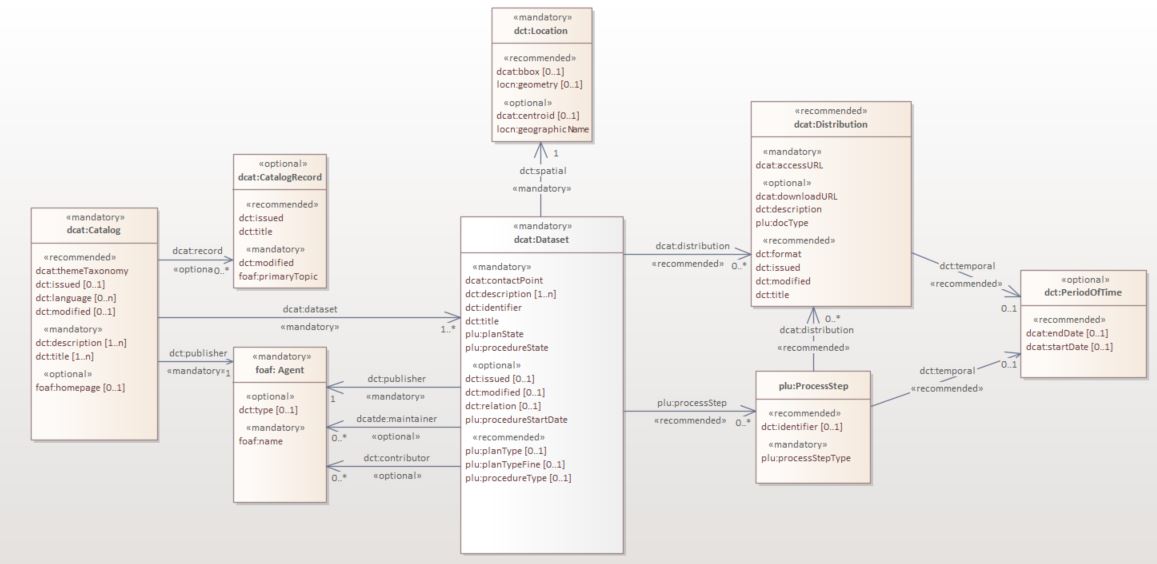 «mandatory»
dct:Location
«recommended»
dcat:bbox [0..1]
locn:geometry [0..1]
«optional»
dcat:centroid [0..1]
locn:geographicName
1
dct:spatial
«mandatory»
«optional»
dcat:CatalogRecord
«recommended»
dct:issued
dct:title
«mandatory»
dct:modified
foaf:primaryTopic
«mandatory»
dcat:Catalog
«recommended»
dcat:themeTaxonomy
dct:issued [0..1]
dct:language [0..n]
dct:modified [0..1]
«mandatory»
dct:description [1..n]
dct:title [1..n]
«optional»
foaf:homepage [0..1]
dcat:record
«optiona0..*
dcat:dataset
«mandatory»
1..*
dct:publisher
«mandatory»1
«mandatory»
foaf: Agent
«optional»
dct:type [0..1]
«mandatory»
foaf:name
dct:publisher
1
«mandatory»
dcatde:maintainer
0..*
«optional»
dct:contributor
0..*
«optional»
«mandatory»
dcat:Dataset
«mandatory»
dcat:contactPoint
dct:description [1..n]
dct:identifier
dct:title
plu:planState
plu:procedureState
«optional»
dct:issued [0..1]
dct:modified [0..1]
dct:relation [0..1]
plu:procedureStartDate
«recommended»
plu:planType [0..1]
plu:planTypeFine [0..1]
plu:procedureType [0..1]
dcat:distribution
«recommended» 0..*
plu:processStep
«recommended» 0..*
«recommended»
dcat:Distribution
«mandatory»
dcat:accessURL
«optional»
dcat:downloadURL
dct:description
plu:docType
«recommended»
dct:format
dct:issued
dct:modified
dct:title
0..*
dcat:distribution
«recommended»
plu:ProcessStep
«recommended»
dct:identifier [0..1]
«mandatory»
plu:processStepType
dct:temporal
«recommended»
0..1
dct:temporal
«recommended»
0..1
«optional»
dct:PeriodOfTime
«recommended»
dcat:endDate [0..1]
dcat:startDate [0..1]